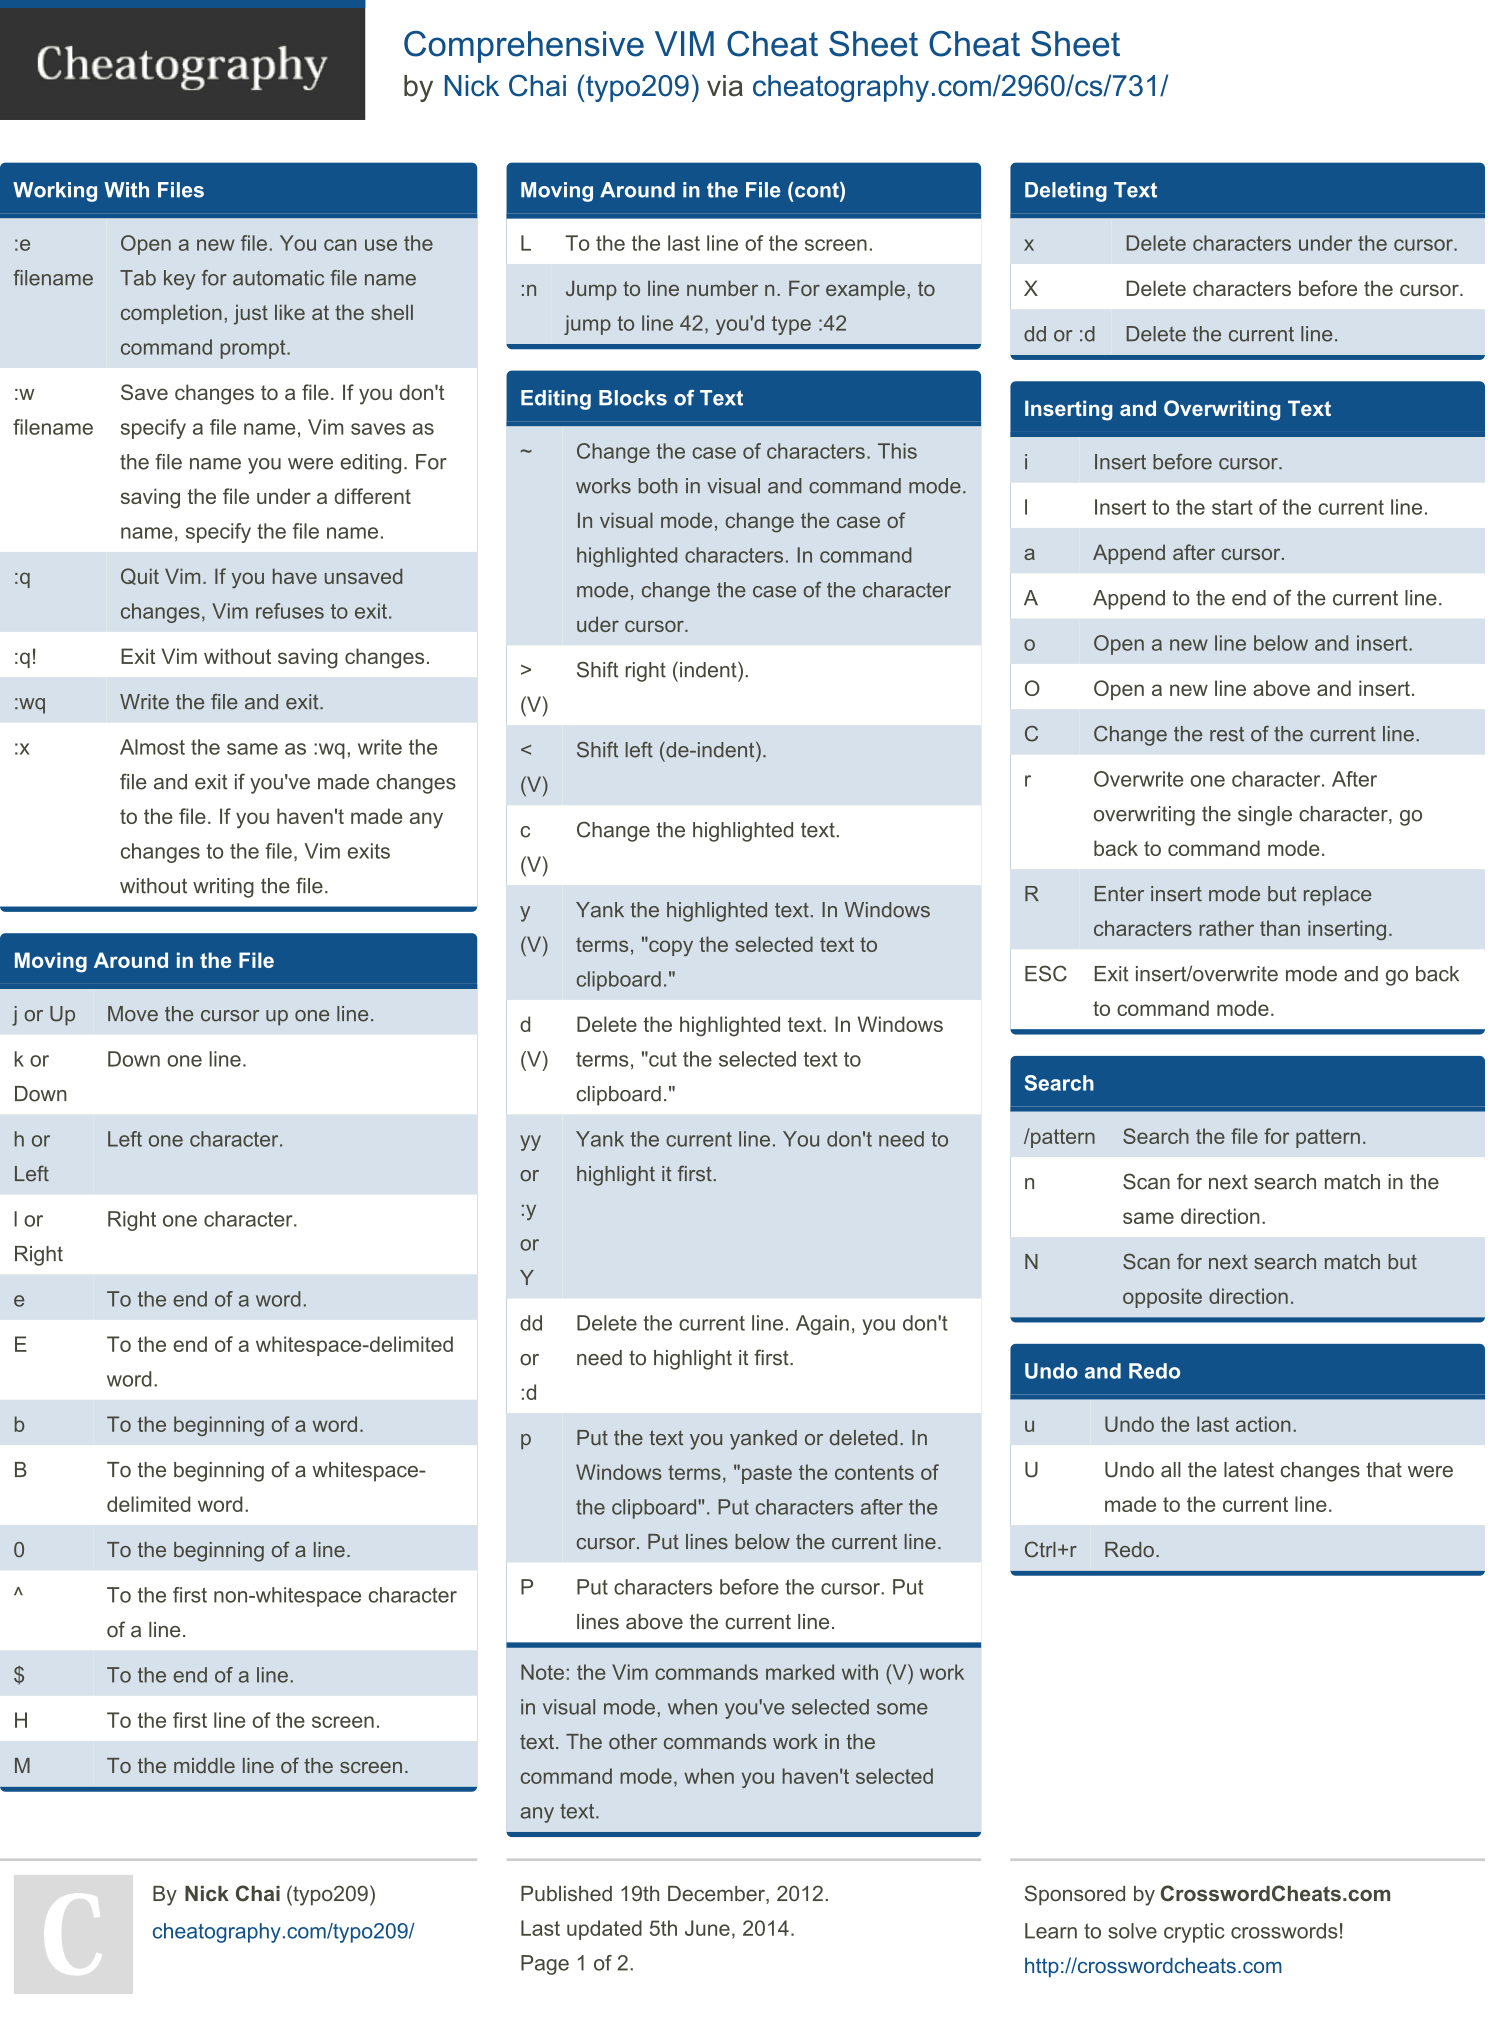 Cheatography
Comprehensive VIM Cheat Sheet Cheat Sheet
by Nick Chai (typo209) via cheatography.com/2960/cs/731/
Working With Files
:e Open a new file. You can use the
filename Tab key for automatic file name
completion, just like at the shell
command prompt.
:w Save changes to a file. If you don't
filename specify a file name, Vim saves as
the file name you were editing. For
saving the file under a different
name, specify the file name.
:q Quit Vim. If you have unsaved
changes, Vim refuses to exit.
:q! Exit Vim without saving changes.
:wq Write the file and exit.
:x Almost the same as :wq, write the
file and exit if you've made changes
to the file. If you haven't made any
changes to the file, Vim exits
without writing the file.
Moving Around in the File
j or Up Move the cursor up one line.
k or Down one line.
Down
h or Left one character.
Left
l or Right one character.
Right
e To the end of a word.
E To the end of a whitespace-delimited
word.
b To the beginning of a word.
B To the beginning of a whitespace-
delimited word.
0 To the beginning of a line.
^ To the first non-whitespace character
of a line.
$ To the end of a line.
H To the first line of the screen.
M To the middle line of the screen.
Moving Around in the File (cont)
L To the the last line of the screen.
:n Jump to line number n. For example, to
jump to line 42, you'd type :42
Editing Blocks of Text
~ Change the case of characters. This
works both in visual and command mode.
In visual mode, change the case of
highlighted characters. In command
mode, change the case of the character
uder cursor.
> Shift right (indent).
(V)
< Shift left (de-indent).
(V)
c Change the highlighted text.
(V)
y Yank the highlighted text. In Windows
(V) terms, "copy the selected text to
clipboard."
d Delete the highlighted text. In Windows
(V) terms, "cut the selected text to
clipboard."
yy Yank the current line. You don't need to
or highlight it first.
:y
or
Y
dd Delete the current line. Again, you don't
or need to highlight it first.
:d
p Put the text you yanked or deleted. In
Windows terms, "paste the contents of
the clipboard". Put characters after the
cursor. Put lines below the current line.
P Put characters before the cursor. Put
lines above the current line.
Note: the Vim commands marked with (V) work
in visual mode, when you've selected some
text. The other commands work in the
command mode, when you haven't selected
any text.
Deleting Text
x Delete characters under the cursor.
X Delete characters before the cursor.
dd or :d Delete the current line.
Inserting and Overwriting Text
i Insert before cursor.
I Insert to the start of the current line.
a Append after cursor.
A Append to the end of the current line.
o Open a new line below and insert.
O Open a new line above and insert.
C Change the rest of the current line.
r Overwrite one character. After
overwriting the single character, go
back to command mode.
R Enter insert mode but replace
characters rather than inserting.
ESC Exit insert/overwrite mode and go back
to command mode.
Search
/pattern Search the file for pattern.
n Scan for next search match in the
same direction.
N Scan for next search match but
opposite direction.
Undo and Redo
u Undo the last action.
U Undo all the latest changes that were
made to the current line.
Ctrl+r Redo.
C
By Nick Chai (typo209)
cheatography.com/typo209/
Published 19th December, 2012.
Last updated 5th June, 2014.
Page 1 of 2.
Sponsored by CrosswordCheats.com
Learn to solve cryptic crosswords!
http://crosswordcheats.com